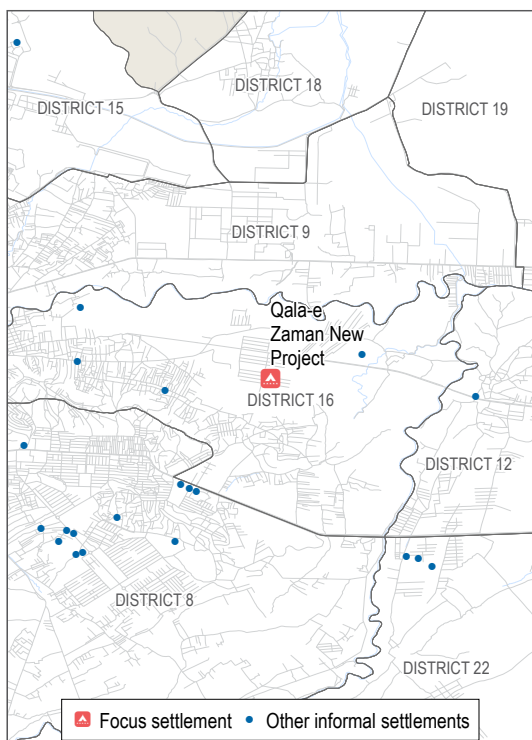 DISTRICT 18
DISTRICT 15
DISTRICT 19
DISTRICT 9
Qala-e
Zaman New
Project
DISTRICT 16
DISTRICT 12
DISTRICT 8
DISTRICT 22
Focus settlement
Other informal settlements